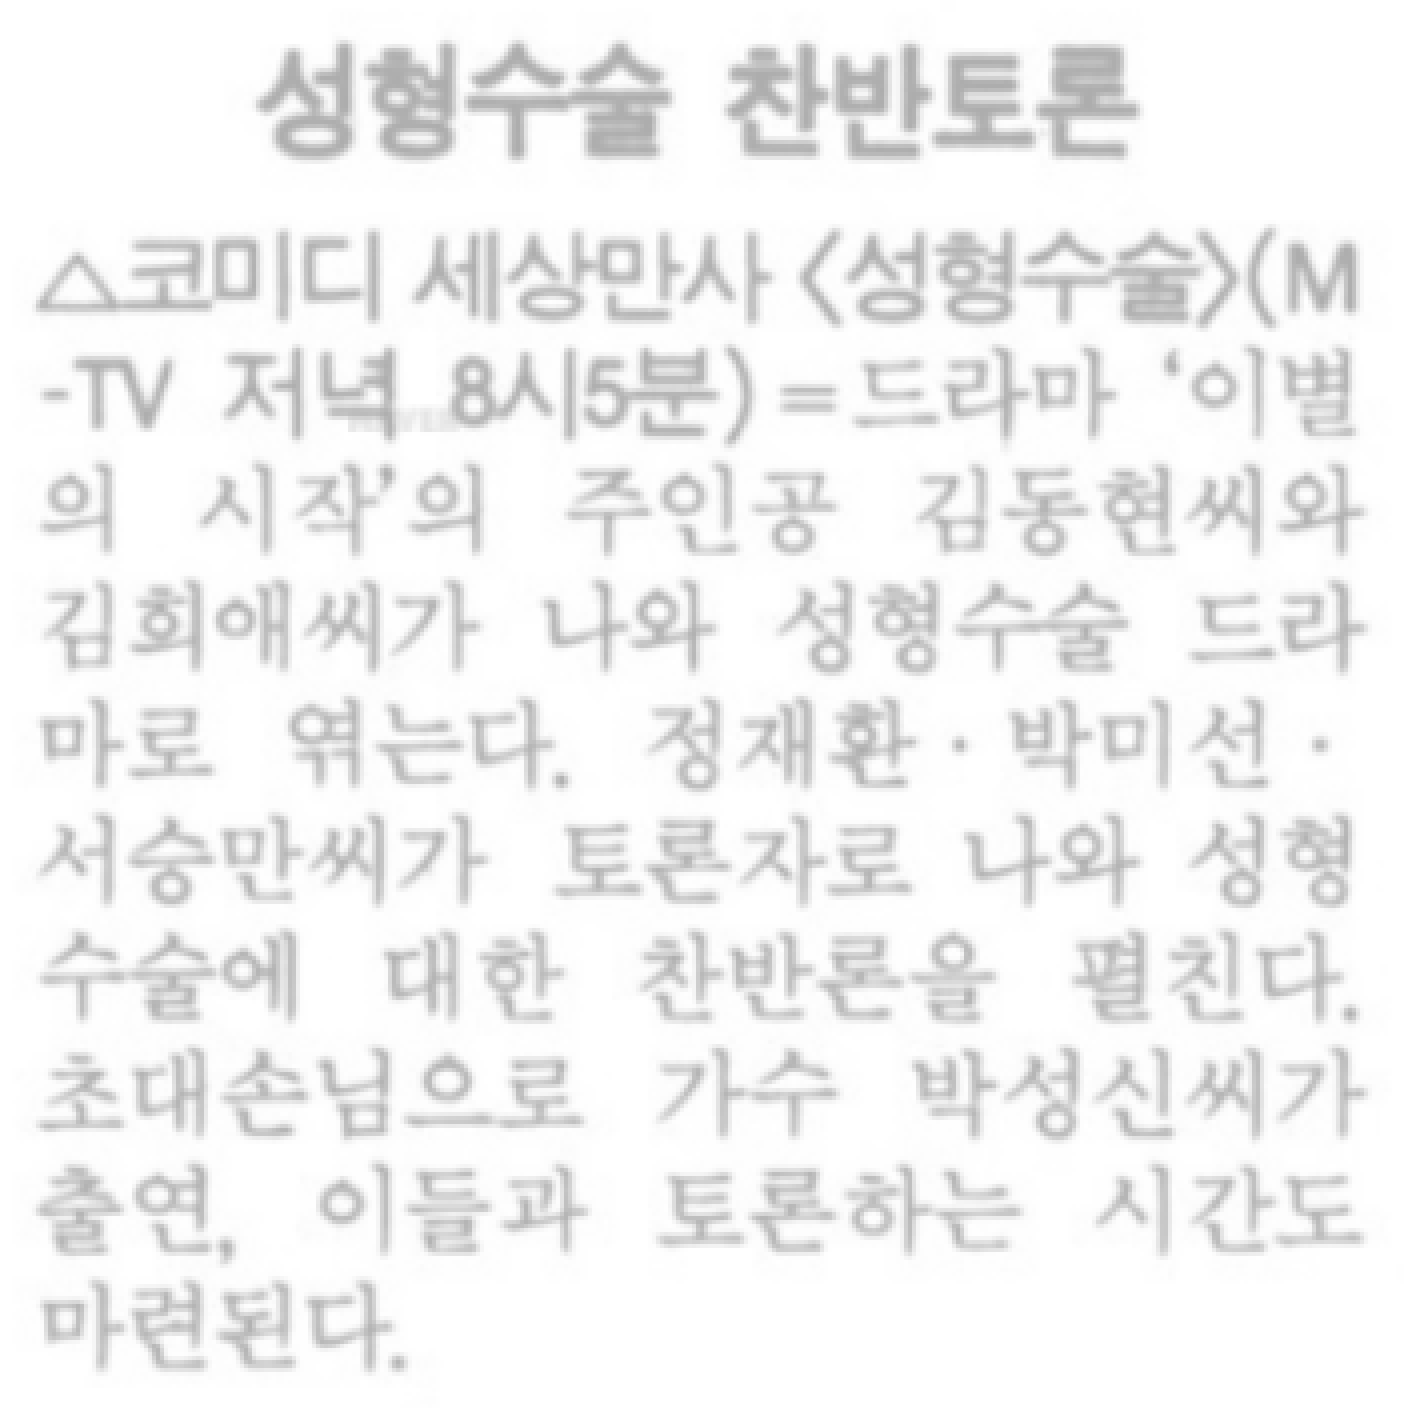 성형수술 찬반토론
△코미디 세상만사 〈성형수술〉(M
-TV 저녁 8시5분) =드라마 ‘이별
의 시작’의 주인공 김동현씨와
김희애씨가 나와 성형수술 드라
마로 엮는다. 정재환·박미선·
서승만씨가 토론자로 나와 성형
수술에 대한 찬반론을 펼친다.
초대손님으로 가수 박성신씨가
출연, 이들과 토론하는 시간도
마련된다.